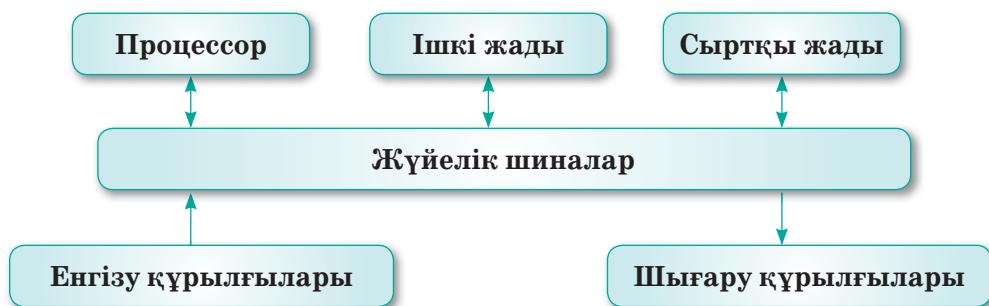 Процессор
Ішкі жады
Сыртқы жады
Жүйелік шиналар
Енгізу құрылғылары
Шығару құрылғылары